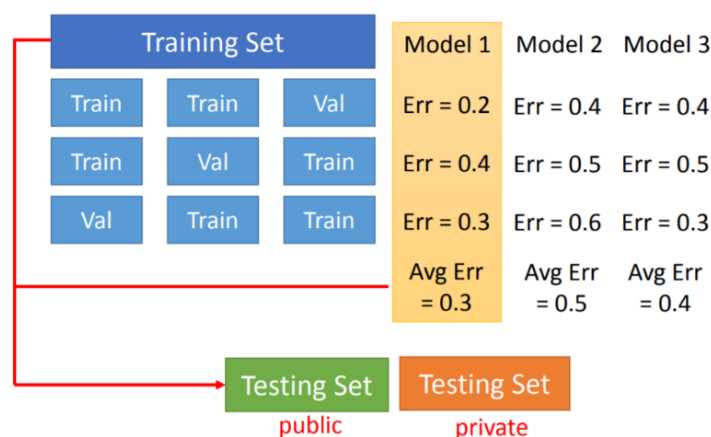 Training Set Model 1 Model 2 Model 3
Train Train Val Err = 0.2 Err = 0.4 Err = 0.4
Train Val Train Err = 0.4 Err = 0.5 Err = 0.5
Val Train Train Err = 0.3 Err = 0.6 Err = 0.3
Avg Err Avg Err Avg Err
= 0.3 = 0.5 = 0.4
Testing Set Testing Set
public private